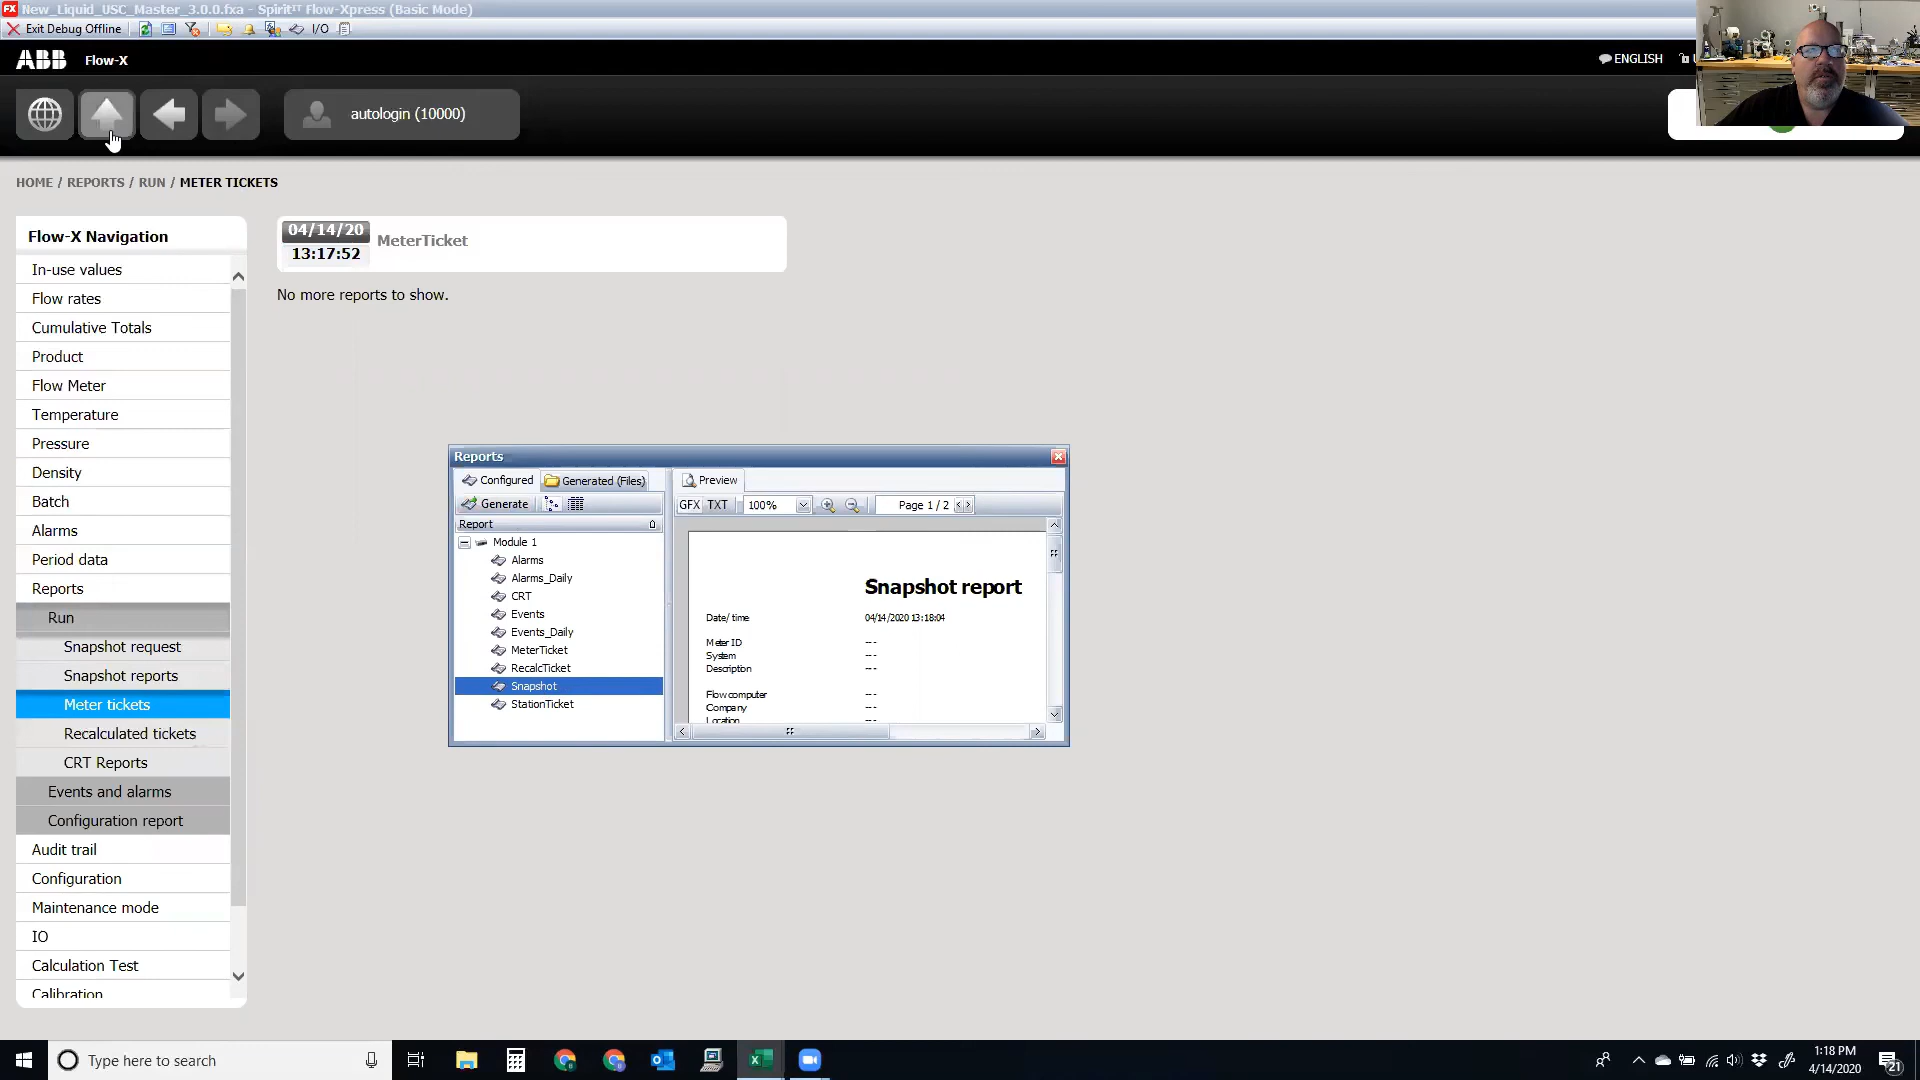 New_Liquid_USC_Master_3.0.0.fxa - Spirit IT Flow-Xpress (Basic Mode)
Exit Debug Offline
I/O
ABB Flow-X
ENGLISH
autologin (10000)
HOME / REPORTS / RUN / METER TICKETS
Flow-X Navigation
In-use values
Flow rates
Cumulative Totals
Product
Flow Meter
Temperature
Pressure
Density
Batch
Alarms
Period data
Reports
Run
Snapshot request
Snapshot reports
Meter tickets
Recalculated tickets
CRT Reports
Events and alarms
Configuration report
Audit trail
Configuration
Maintenance mode
IO
Calculation Test
Calibration
04/14/20
13:17:52
MeterTicket
No more reports to show.
Reports
Configured
Generated (Files)
Generate
Report
Module 1
Alarms
Alarms_Daily
CRT
Events
Events_Daily
MeterTicket
RecalcTicket
Snapshot
StationTicket
Preview
GFX TXT 100% Page 1 / 2
Snapshot report
Date/ time 04/14/2020 13:18:04
Meter ID ---
System ---
Description ---
Flow computer ---
Company ---
Location ---
Type here to search
1:18 PM
4/14/2020
21